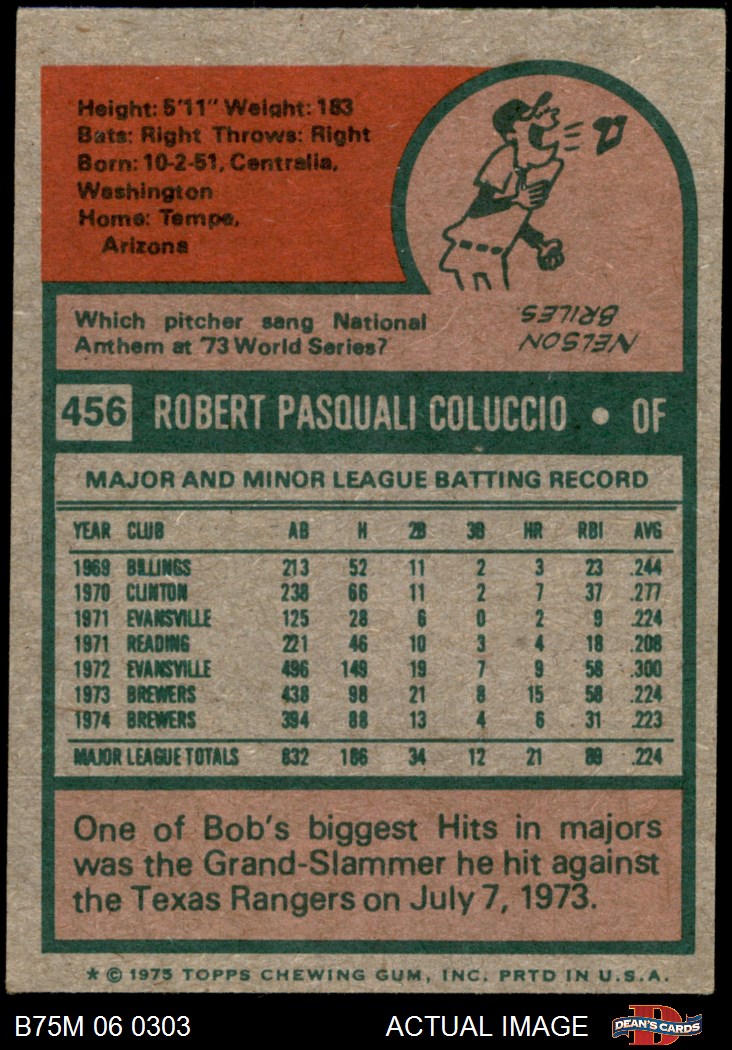 Height: 5'11" Weight: 183
Bats: Right Throws: Right
Born: 10-2-51, Centralia,
Washington
Home: Tempe,
Arizona
Which pitcher sang National
Anthem at '73 World Series?
NELSON
BRILES.
456 ROBERT PASQUALI COLUCCIO • OF
MAJOR AND MINOR LEAGUE BATTING RECORD
YEAR CLUB AB H 2B 3B HR RBI AVG
1969 BILLINGS 213 52 11 2 3 23 .244
1970 CLINTON 238 66 11 2 7 37 .277
1971 EVANSVILLE 125 28 6 0 2 9 .224
1971 READING 221 46 10 3 4 18 .208
1972 EVANSVILLE 496 149 19 7 9 58 .300
1973 BREWERS 438 98 21 8 15 58 .224
1974 BREWERS 394 88 13 4 6 31 .223
MAJOR LEAGUE TOTALS 832 186 34 12 21 89 .224
One of Bob's biggest Hits in majors
was the Grand-Slammer he hit against
the Texas Rangers on July 7, 1973.
* © 1975 TOPPS CHEWING GUM, INC. PRTD IN U.S.A.
B75M 06 0303 ACTUAL IMAGE
D
DEAN'S CARDS